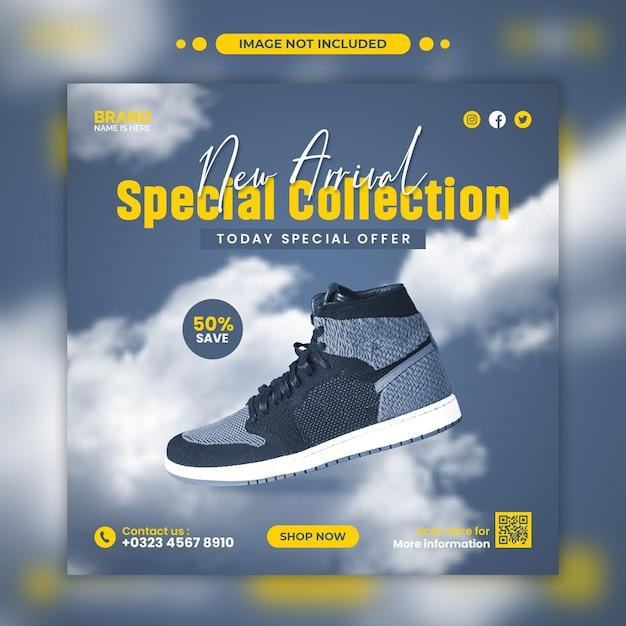 IMAGE NOT INCLUDED
BRAND
NAME IS HERE
New Arrival
Special Collection
TODAY SPECIAL OFFER
50%
SAVE
Contact us :
+0323 4567 8910
SHOP NOW
Scan Here for
More information